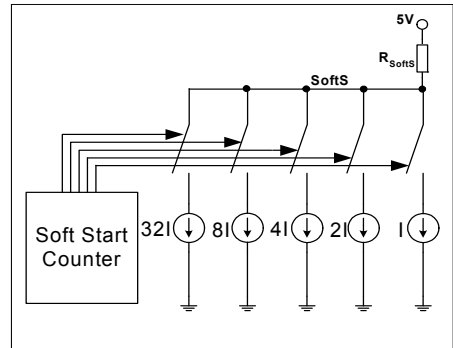 5V
RSoftS
SoftS
Soft Start
Counter
32I
8I
4I
2I
I